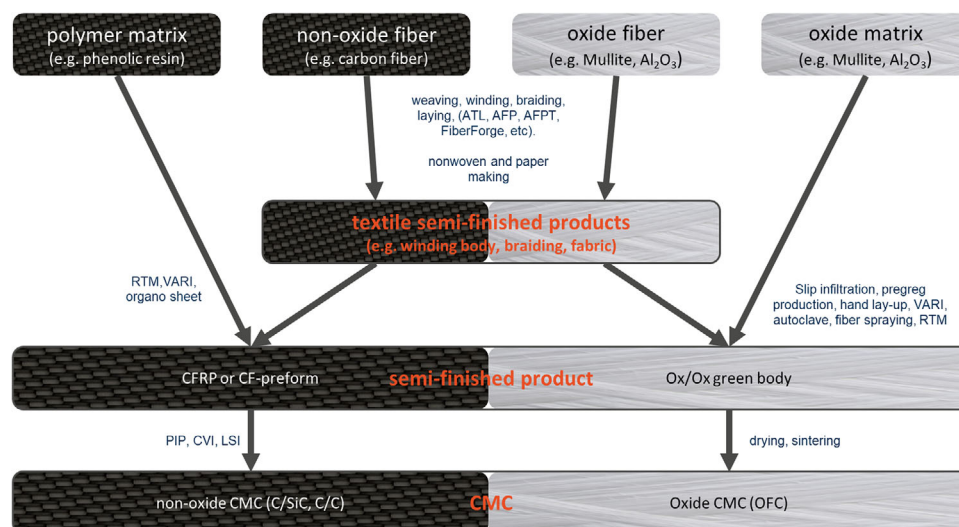 polymer matrix
(e.g. phenolic resin)
non-oxide fiber
(e.g. carbon fiber)
oxide fiber
(e.g. Mullite, Al₂O₃)
oxide matrix
(e.g. Mullite, Al₂O₃)
weaving, winding, braiding,
laying, (ATL, AFP, AFPT,
FiberForge, etc).
nonwoven and paper
making
textile semi-finished products
(e.g. winding body, braiding, fabric)
RTM,VARI,
organo sheet
Slip infiltration, pregreg
production, hand lay-up, VARI,
autoclave, fiber spraying, RTM
CFRP or CF-preform
semi-finished product
Ox/Ox green body
PIP, CVI, LSI
drying, sintering
non-oxide CMC (C/SiC, C/C)
CMC
Oxide CMC (OFC)